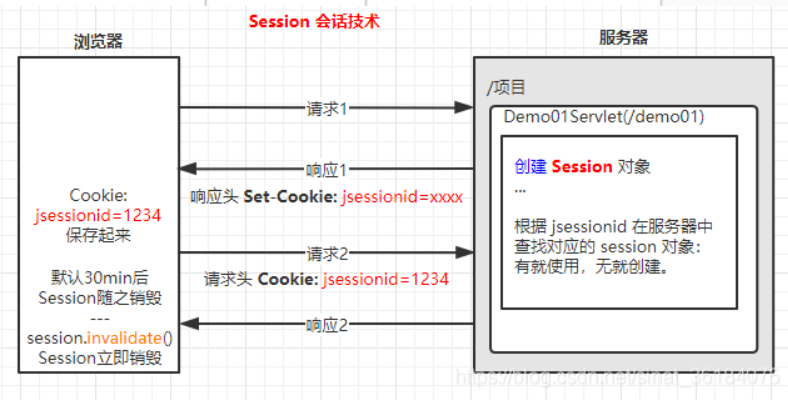 Session 会话技术
浏览器
服务器
/项目
Demo01Servlet(/demo01)
请求1
创建 Session 对象
...
响应1
响应头 Set-Cookie: jsessionid=xxxx
Cookie:
jsessionid=1234
保存起来
根据 jsessionid 在服务器中
查找对应的 session 对象:
有就使用，无就创建。
请求2
请求头 Cookie: jsessionid=1234
默认30min后
Session随之销毁
---
session.invalidate()
Session立即销毁
响应2
https://blog.csdn.net/sinat_36184075